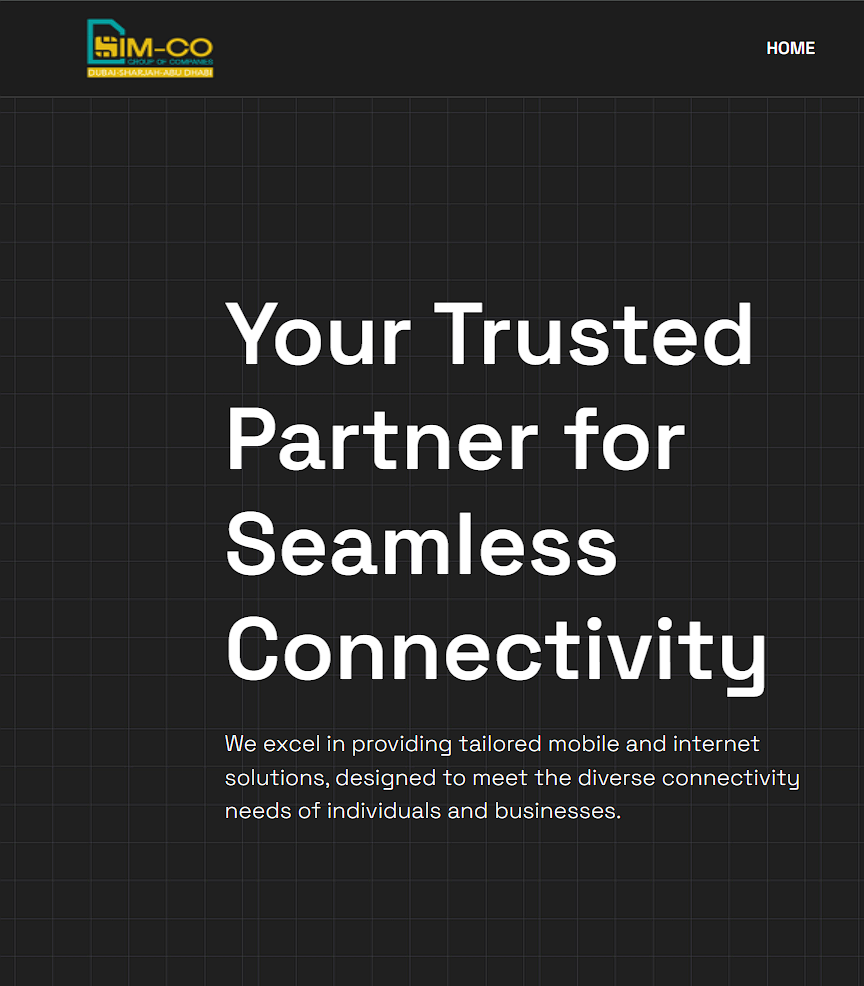 SIM-CO
GROUP OF COMPANIES
DUBAI-SHARJAH-ABU DHABI
HOME
Your Trusted
Partner for
Seamless
Connectivity
We excel in providing tailored mobile and internet
solutions, designed to meet the diverse connectivity
needs of individuals and businesses.